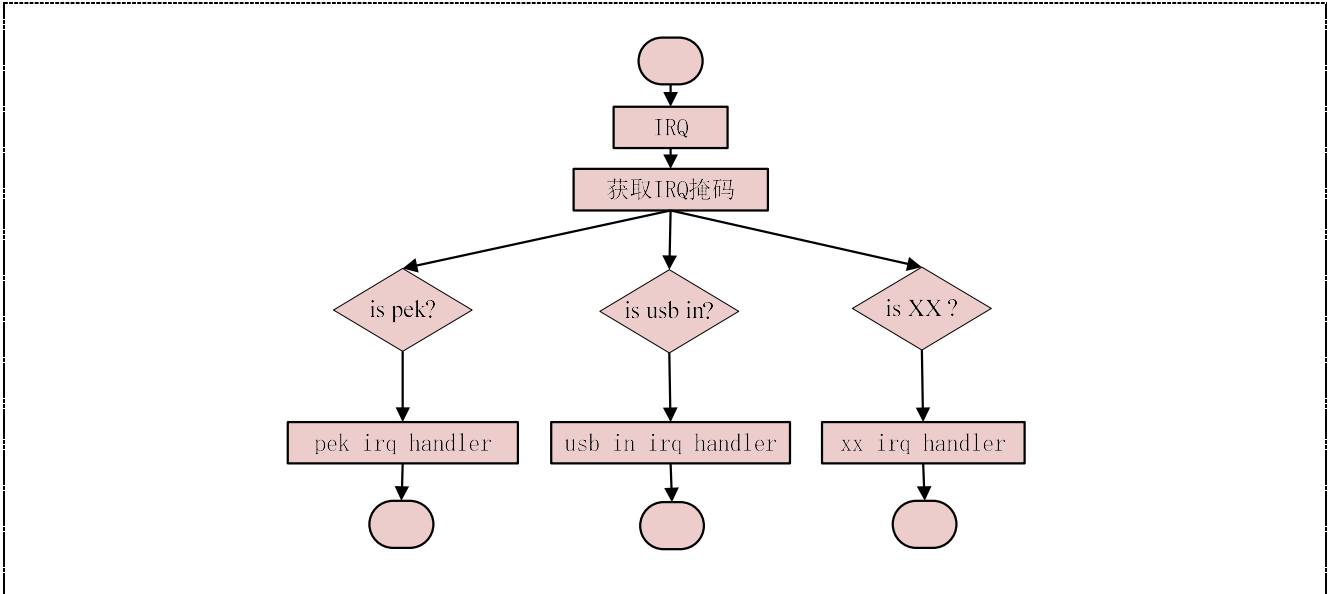 IRQ
获取IRQ掩码
is pek?
is usb in?
is XX ?
pek irq handler
usb in irq handler
xx irq handler